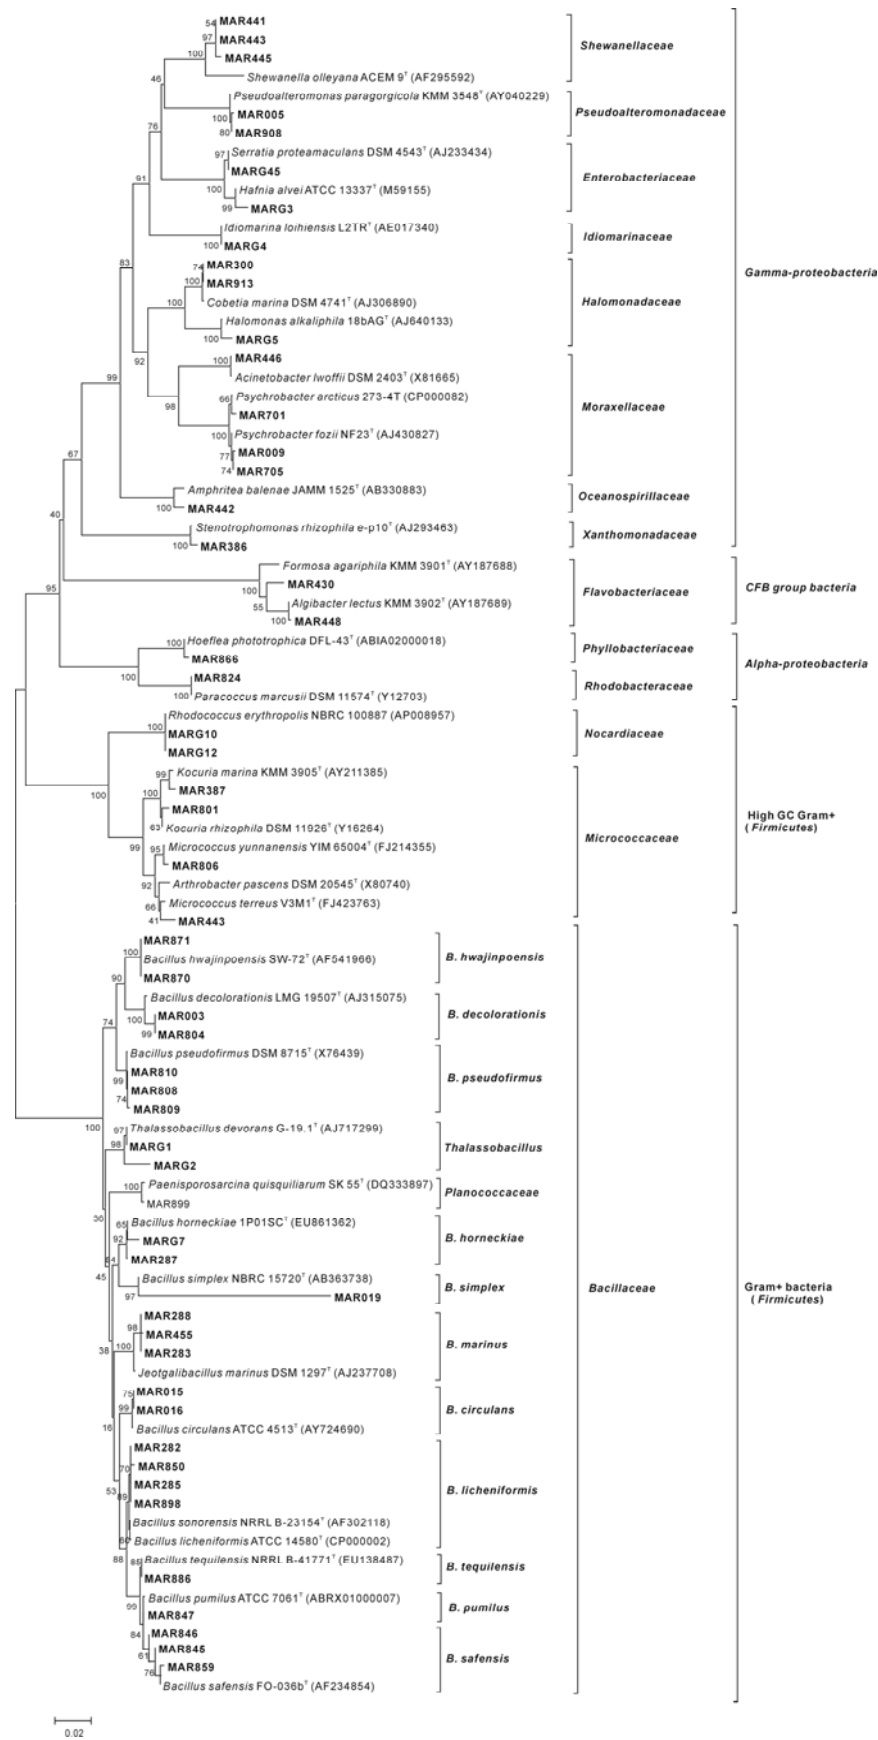 54 MAR441
97 MAR443
100 MAR445
Shewanella olleyana ACEM 9T (AF295592)
Shewanellaceae
46
Pseudoalteromonas paragorgicola KMM 3548T (AY040229)
100 MAR005
80 MAR908
Pseudoalteromonadaceae
76
97 Serratia proteamaculans DSM 4543T (AJ233434)
MARG45
100 Hafnia alvei ATCC 13337T (M59155)
99 MARG3
Enterobacteriaceae
91
Idiomarina loihiensis L2TR T (AE017340)
100 MARG4
Idiomarinaceae
83
74 MAR300
100 MAR913
Cobetia marina DSM 4741T (AJ306890)
100
Halomonas alkaliphila 18bAG T (AJ640133)
100 MARG5
Halomonadaceae
Gamma-proteobacteria
92
100 MAR446
Acinetobacter lwoffii DSM 2403T (X81665)
98
66 Psychrobacter arcticus 273-4T (CP000082)
MAR701
100 Psychrobacter fozii NF23T (AJ430827)
77 MAR009
74 MAR705
Moraxellaceae
99
Amphritea balenae JAMM 1525T (AB330883)
100 MAR442
Oceanospirillaceae
67
Stenotrophomonas rhizophila e-p10T (AJ293463)
100 MAR386
Xanthomonadaceae
40
Formosa agariphila KMM 3901T (AY187688)
100 MAR430
55 Algibacter lectus KMM 3902T (AY187689)
100 MAR448
Flavobacteriaceae
CFB group bacteria
95
100 Hoeflea phototrophica DFL-43T (ABIA02000018)
MAR866
Phyllobacteriaceae
100
MAR824
100 Paracoccus marcusii DSM 11574T (Y12703)
Rhodobacteraceae
Alpha-proteobacteria
Rhodococcus erythropolis NBRC 100887 (AP008957)
100 MARG10
MARG12
Nocardiaceae
100
99 Kocuria marina KMM 3905T (AY211385)
MAR387
100 MAR801
63 Kocuria rhizophila DSM 11926T (Y16264)
99
95 Micrococcus yunnanensis YIM 65004T (FJ214355)
MAR806
92 Arthrobacter pascens DSM 20545T (X80740)
66 Micrococcus terreus V3M1T (FJ423763)
41 MAR443
Micrococcaceae
High GC Gram+
(Firmicutes)
MAR871
100 Bacillus hwajinpoensis SW-72T (AF541966)
MAR870
B. hwajinpoensis
90
Bacillus decolorationis LMG 19507T (AJ315075)
100 MAR003
99 MAR804
B. decolorationis
74
Bacillus pseudofirmus DSM 8715T (X76439)
MAR810
99 MAR808
74 MAR809
B. pseudofirmus
100
97 Thalassobacillus devorans G-19.1T (AJ717299)
98 MARG1
MARG2
Thalassobacillus
100 Paenisporosarcina quisquiliarum SK 55T (DQ333897)
MAR899
Planococcaceae
65 Bacillus horneckiae 1P01SC T (EU861362)
92 MARG7
MAR287
B. horneckiae
45
Bacillus simplex NBRC 15720T (AB363738)
97 MAR019
B. simplex
Bacillaceae
Gram+ bacteria
(Firmicutes)
MAR288
98 MAR455
100 MAR283
Jeotgalibacillus marinus DSM 1297T (AJ237708)
B. marinus
38
75 MAR015
99 MAR016
Bacillus circulans ATCC 4513T (AY724690)
B. circulans
16
MAR282
70 MAR850
MAR285
89 MAR898
Bacillus sonorensis NRRL B-23154T (AF302118)
Bacillus licheniformis ATCC 14580T (CP000002)
B. licheniformis
53
88
Bacillus tequilensis NRRL B-41771T (EU138487)
MAR886
B. tequilensis
99
Bacillus pumilus ATCC 7061T (ABRX01000007)
MAR847
B. pumilus
84 MAR846
61 MAR845
76 MAR859
Bacillus safensis FO-036bT (AF234854)
B. safensis
0.02